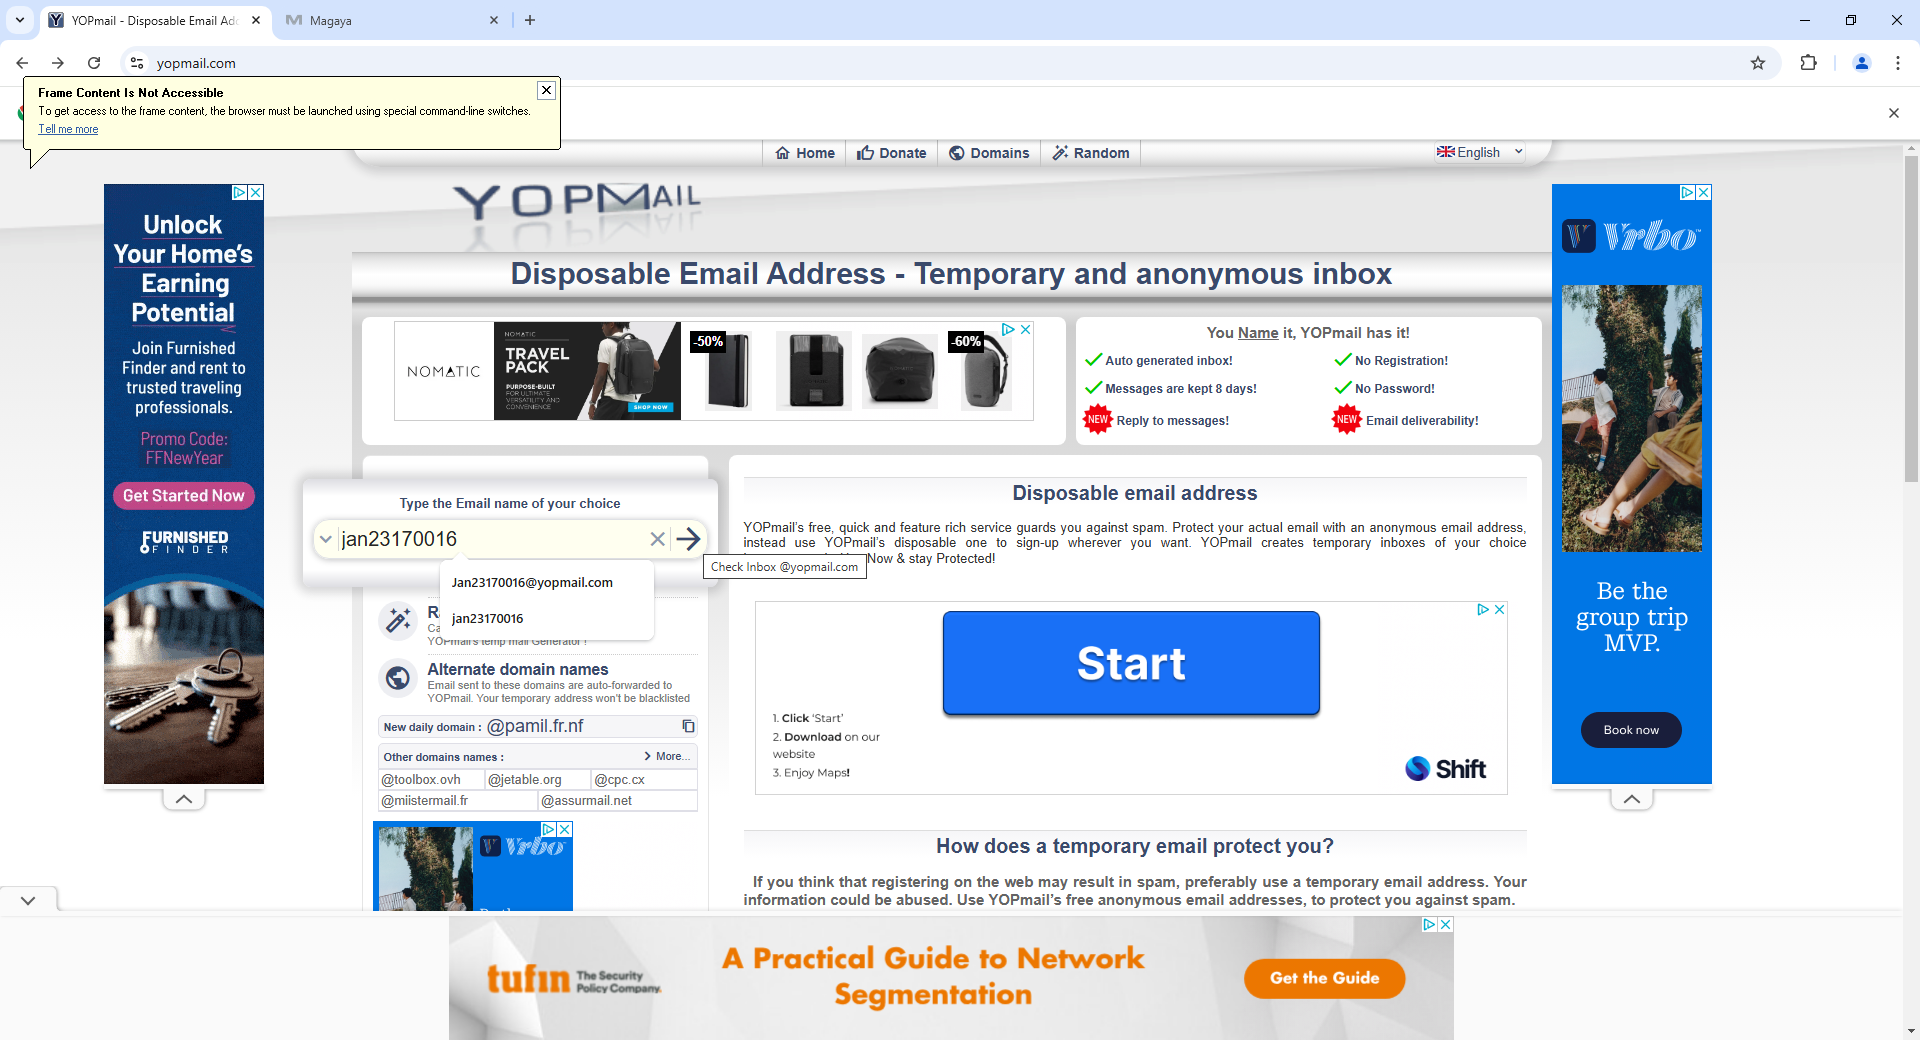 YOPmail - Disposable Email Add
Magaya
yopmail.com
Frame Content Is Not Accessible
To get access to the frame content, the browser must be launched using special command-line switches.
Tell me more
Home
Donate
Domains
Random
English
YOPMAIL
Disposable Email Address - Temporary and anonymous inbox
Unlock
Your Home's
Earning
Potential
Join Furnished
Finder and rent to
trusted traveling
professionals.
Promo Code:
FFNewYear
Get Started Now
FURNISHED
FINDER
NOMATIC
NOMATIC
TRAVEL
PACK
PURPOSE-BUILT
FOR ULTIMATE
VERSATILITY AND
CONVENIENCE
SHOP NOW
-50%
-60%
You Name it, YOPmail has it!
Auto generated inbox!
No Registration!
Messages are kept 8 days!
No Password!
NEW Reply to messages!
NEW Email deliverability!
Type the Email name of your choice
jan23170016
Check Inbox @yopmail.com
Jan23170016@yopmail.com
jan23170016
YOPmail's temp mail Generator !
Alternate domain names
Email sent to these domains are auto-forwarded to
YOPmail. Your temporary address won't be blacklisted
New daily domain : @pamil.fr.nf
Other domains names :
More...
@toolbox.ovh
@jetable.org
@cpc.cx
@miistermail.fr
@assurmail.net
Vrbo
Disposable email address
YOPmail's free, quick and feature rich service guards you against spam. Protect your actual email with an anonymous email address,
instead use YOPmail's disposable one to sign-up wherever you want. YOPmail creates temporary inboxes of your choice
Now & stay Protected!
Start
1. Click 'Start'
2. Download on our
website
3. Enjoy Maps!
Shift
How does a temporary email protect you?
If you think that registering on the web may result in spam, preferably use a temporary email address. Your
information could be abused. Use YOPmail's free anonymous email addresses, to protect you against spam.
Vrbo
Be the
group trip
MVP.
Book now
tufin The Security
Policy Company.
A Practical Guide to Network
Segmentation
Get the Guide